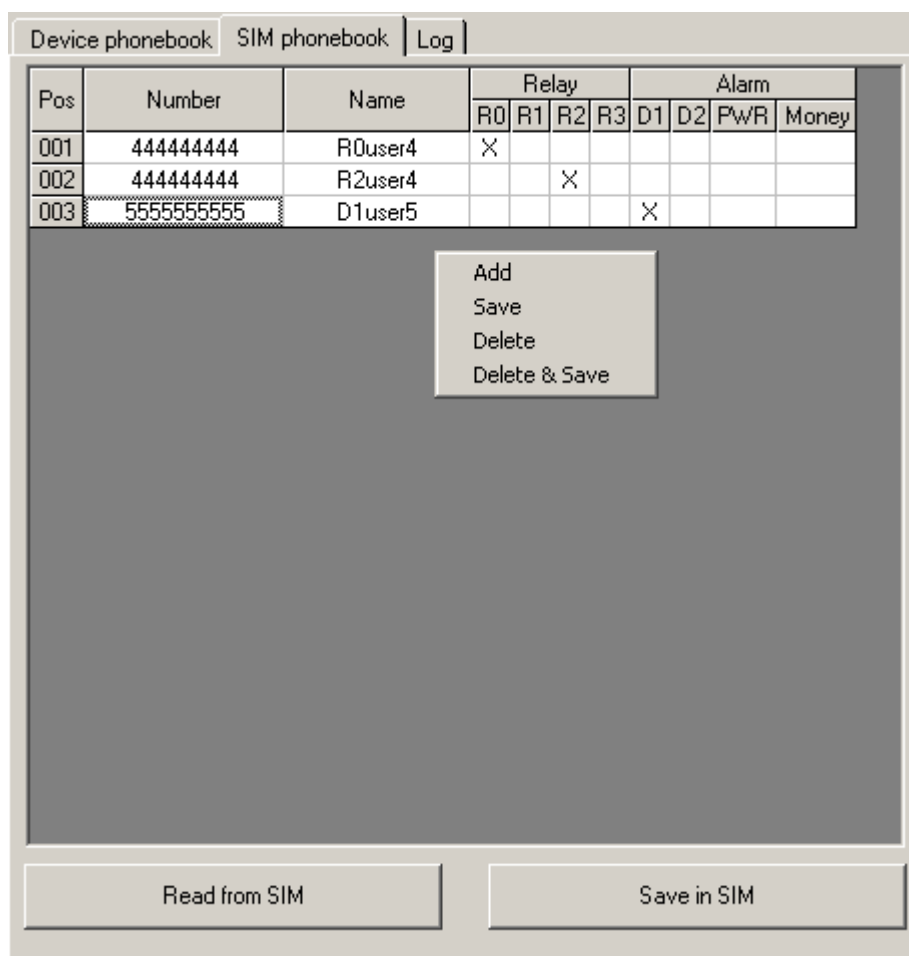 Device phonebook SIM phonebook Log
Pos Number Name Relay Alarm
R0 R1 R2 R3 D1 D2 PWR Money
001 444444444 R0user4 X
002 444444444 R2user4 X
003 5555555555 D1user5 X
Add
Save
Delete
Delete & Save
Read from SIM Save in SIM